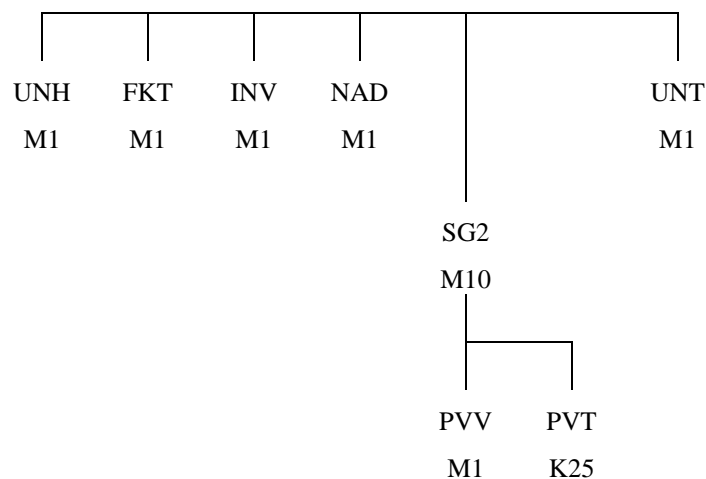 UNH FKT INV NAD UNT
M1 M1 M1 M1 M1
SG2
M10
PVV PVT
M1 K25